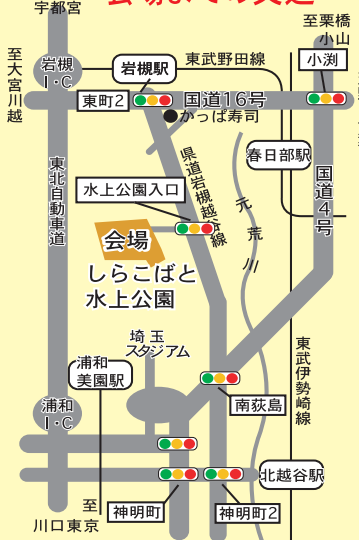 宇都宮
至栗橋
小山
至大宮川越
岩槻
I・C
岩槻駅
東武野田線
小渕
東町2
国道16号
かっぱ寿司
春日部駅
県道岩槻越谷線
水上公園入口
国道4号
東北自動車道
元荒川
会場
しらこばと
水上公園
埼玉
スタジアム
東武伊勢崎線
浦和
美園駅
南荻島
浦和
I・C
北越谷駅
至
川口東京
神明町
神明町2